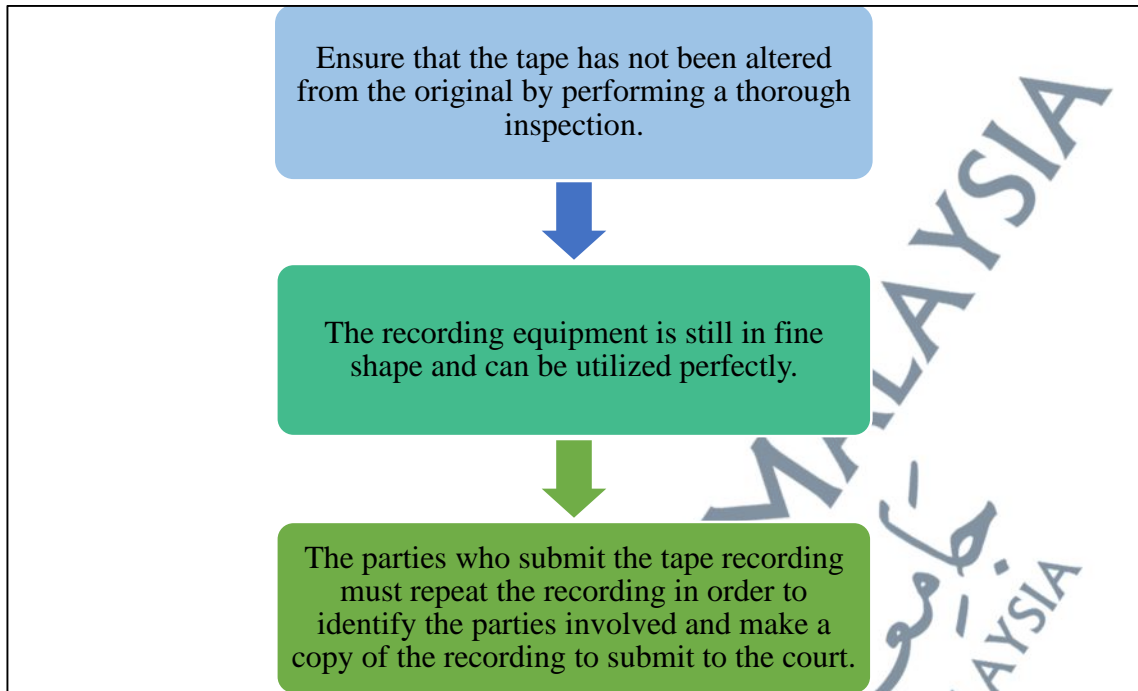 Ensure that the tape has not been altered
from the original by performing a thorough
inspection.
The recording equipment is still in fine
shape and can be utilized perfectly.
The parties who submit the tape recording
must repeat the recording in order to
identify the parties involved and make a
copy of the recording to submit to the court.
MALAYSIA